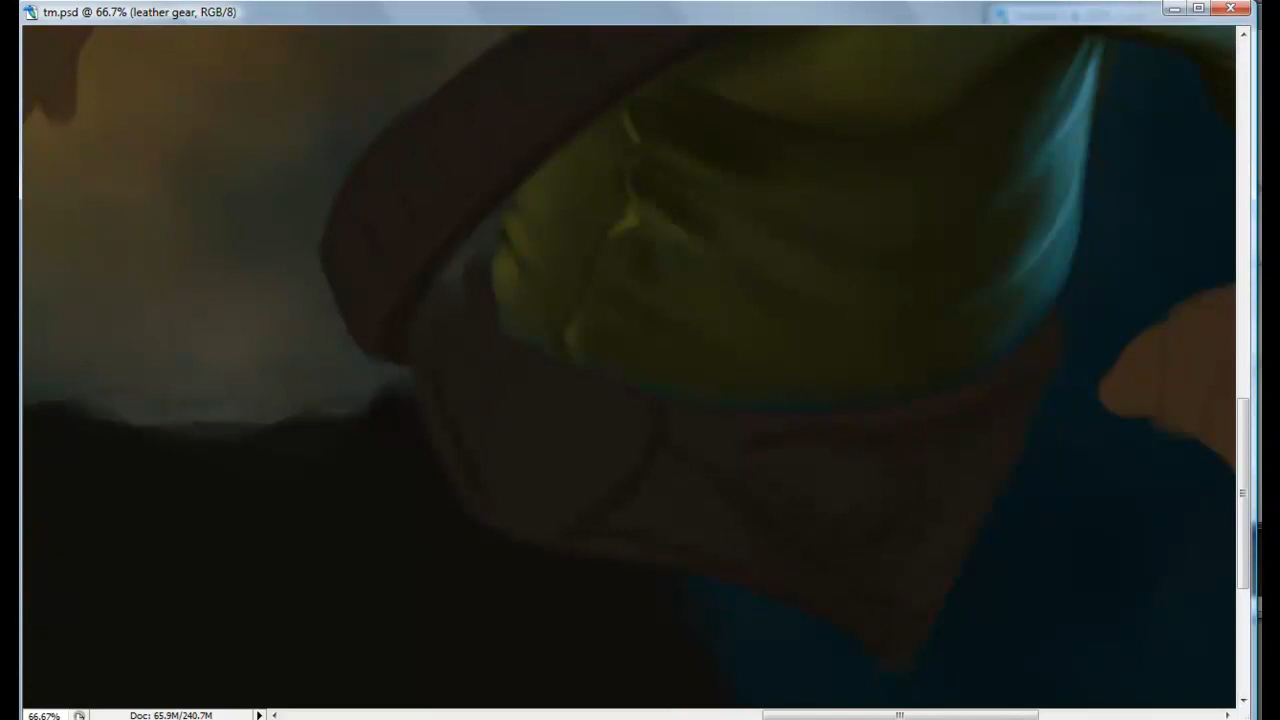 tm.psd @ 66.7% (leather gear, RGB/8)
66.67% Doc: 65.9M/240.7M